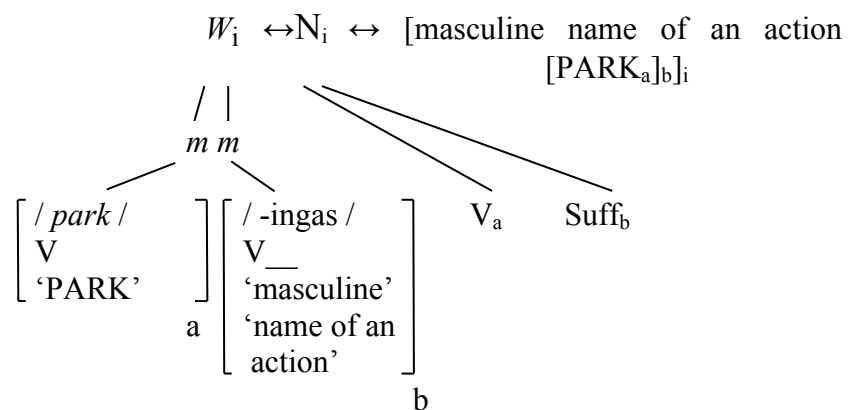 Wi ↔Ni ↔ [masculine name of an action
[PARKa]b]i
m m
/ park /
V
‘PARK’
a
/ -ingas /
V__
‘masculine’
‘name of an
action’
b
Va Suffb